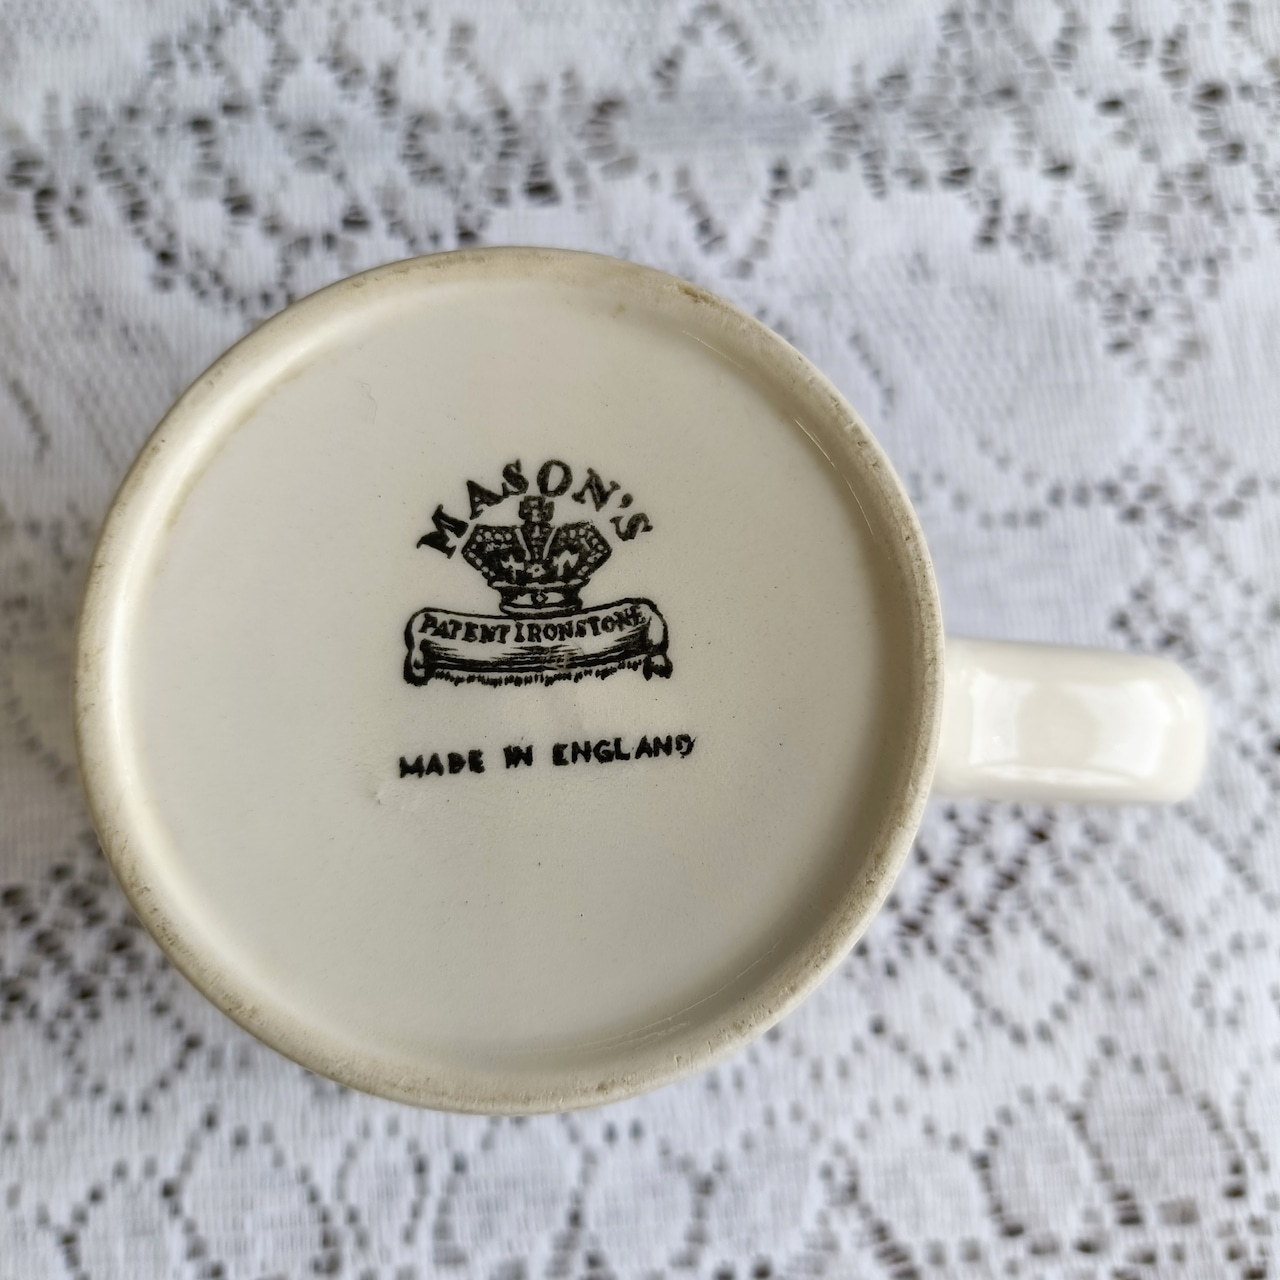 MASON'S
PATENT IRONSTONE
MADE IN ENGLAND